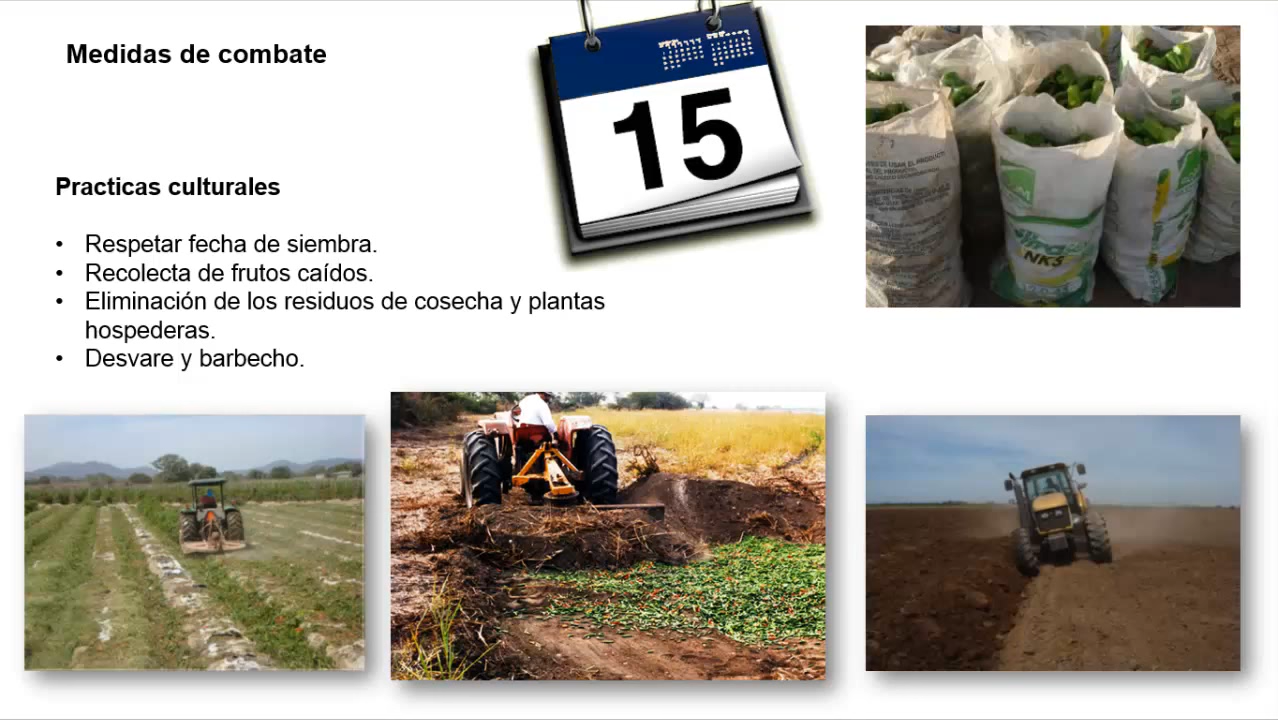 Medidas de combate
15
Practicas culturales
• Respetar fecha de siembra.
• Recolecta de frutos caídos.
• Eliminación de los residuos de cosecha y plantas
hospederas.
• Desvare y barbecho.
NKS